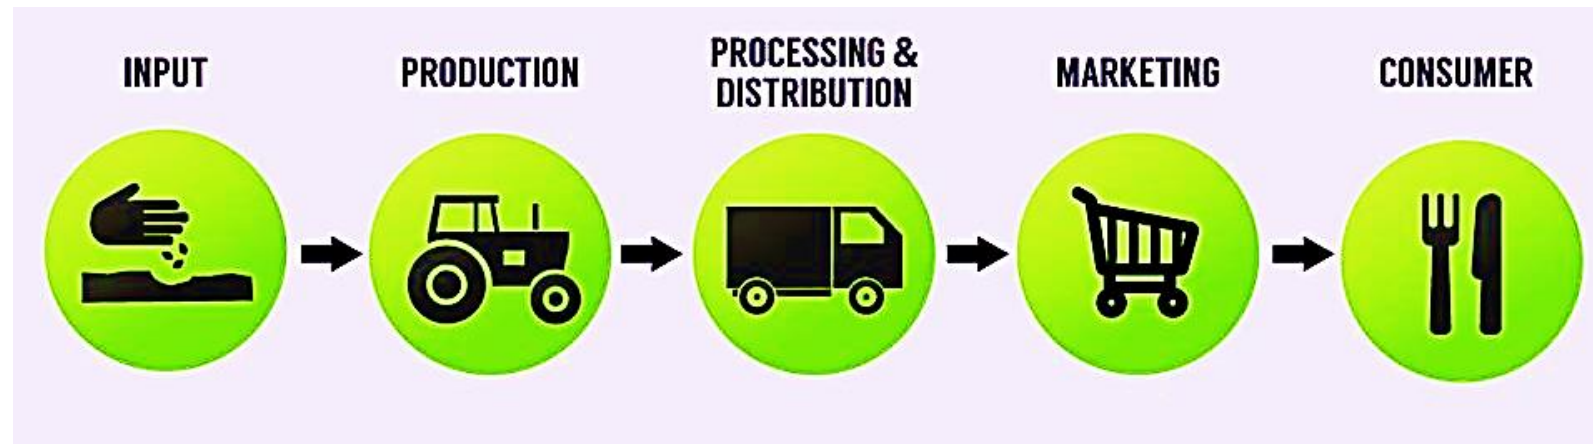 INPUT
PRODUCTION
PROCESSING &
DISTRIBUTION
MARKETING
CONSUMER